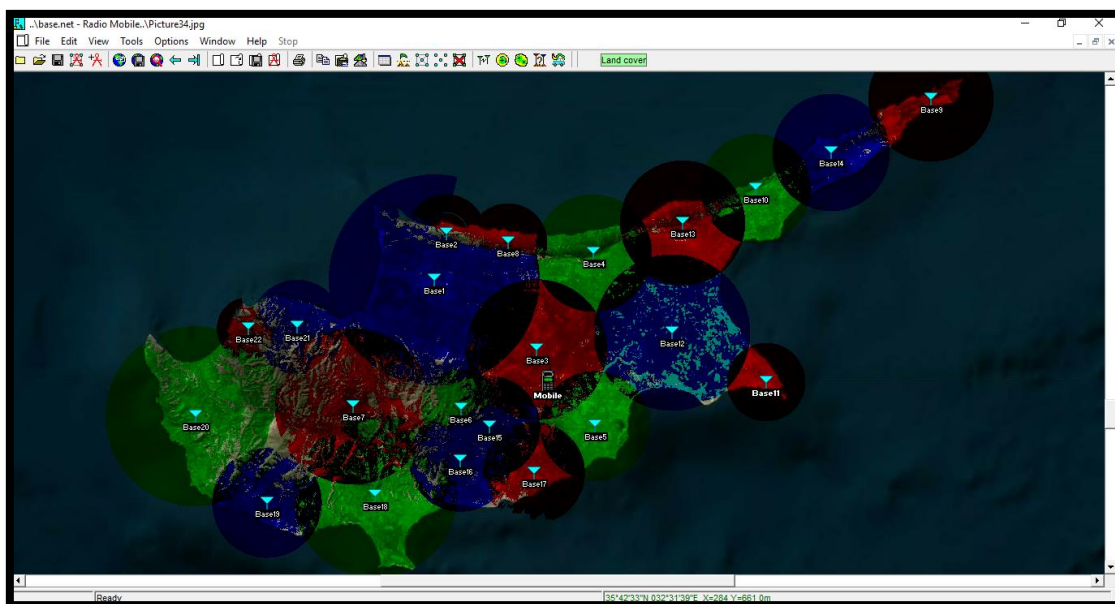 ..\base.net - Radio Mobile..\Picture34.jpg
File Edit View Tools Options Window Help Stop
Land cover
Base9
Base14
Base10
Base13
Base2
Base8
Base4
Base1
Base22
Base21
Base12
Base3
Base11
Mobile
Base7
Base6
Base20
Base15
Base5
Base16
Base17
Base18
Base19
Ready
35°42'33"N 032°31'39"E X=284 Y=661 0m